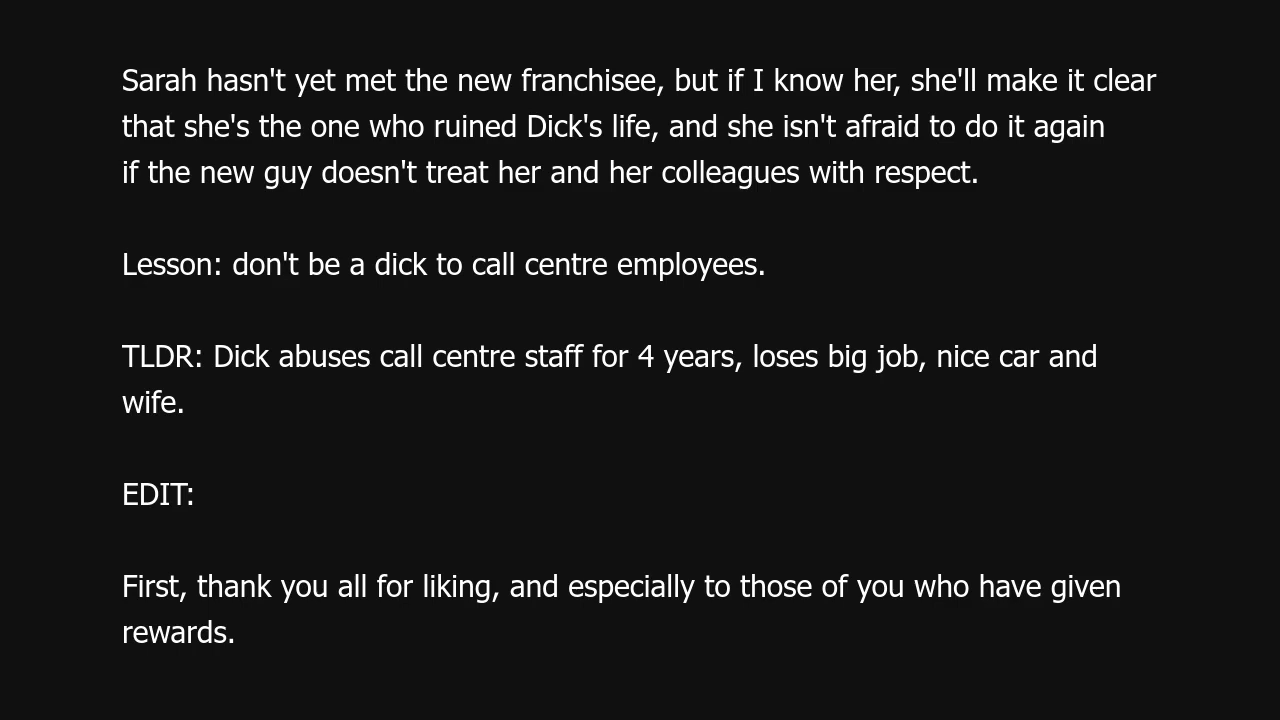 Sarah hasn't yet met the new franchisee, but if I know her, she'll make it clear
that she's the one who ruined Dick's life, and she isn't afraid to do it again
if the new guy doesn't treat her and her colleagues with respect.
Lesson: don't be a dick to call centre employees.
TLDR: Dick abuses call centre staff for 4 years, loses big job, nice car and
wife.
EDIT:
First, thank you all for liking, and especially to those of you who have given
rewards.